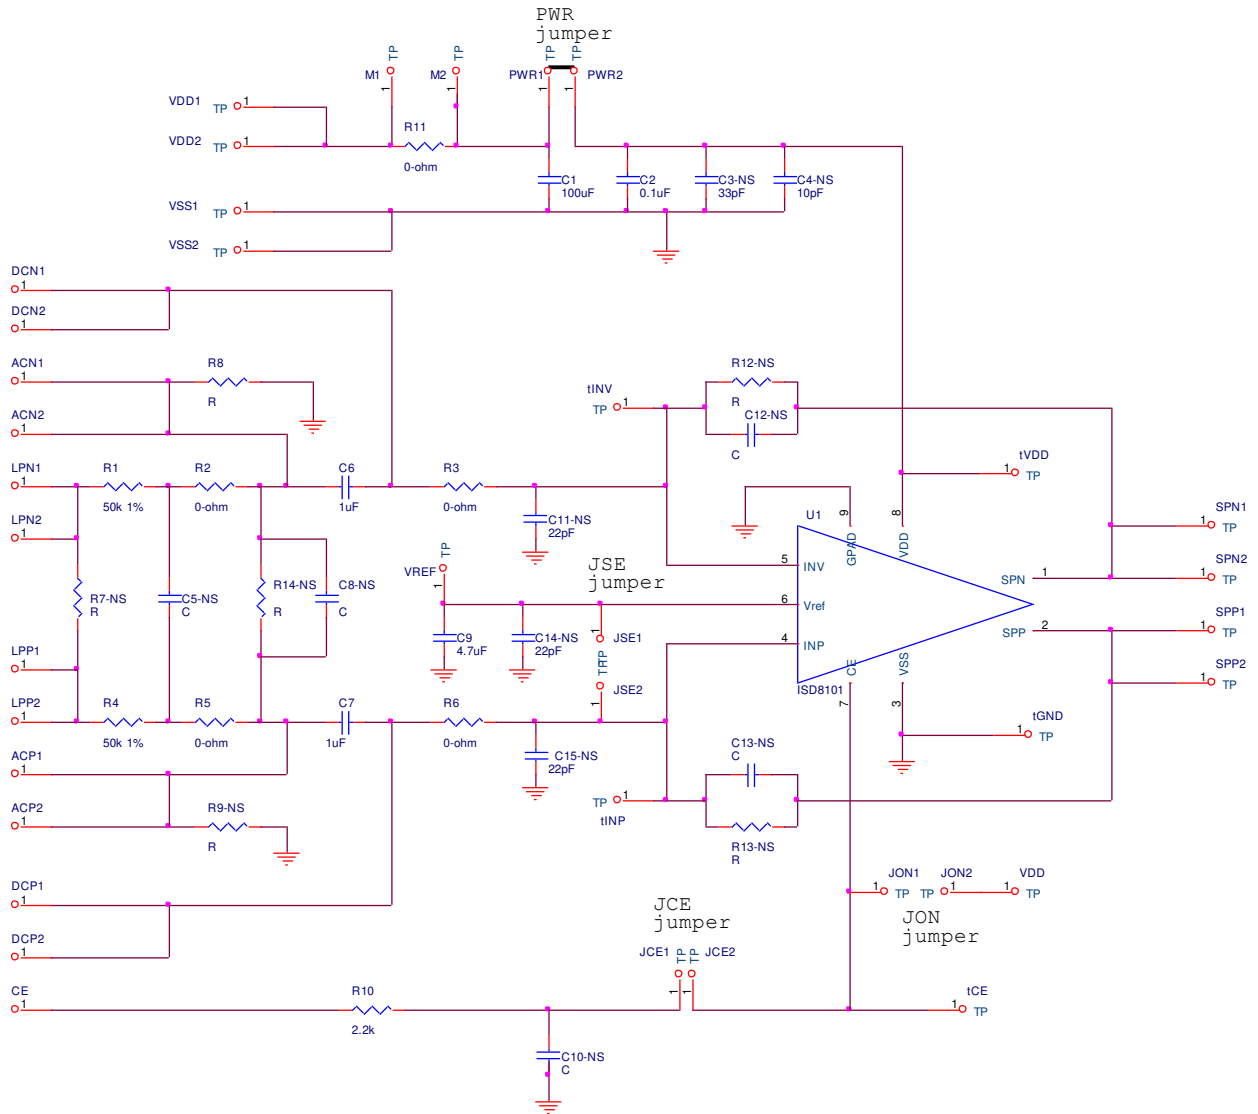 PWR
jumper
TP
TP
TP
TP
M1
M2
PWR1
PWR2
1
1
1
1
VDD1
TP
1
VDD2
TP
1
R11
0-ohm
C1
100uF
C2
0.1uF
C3-NS
33pF
C4-NS
10pF
VSS1
TP
1
VSS2
TP
1
DCN1
1
DCN2
1
ACN1
1
R8
R
ACN2
1
tINV
TP
1
R12-NS
R
C12-NS
C
LPN1
1
R1
50k 1%
R2
0-ohm
C6
1uF
R3
0-ohm
C11-NS
22pF
tVDD
1
TP
LPN2
1
U1
9
8
GPAD
VDD
SPN1
1
TP
SPN2
1
TP
R7-NS
R
C5-NS
C
R14-NS
R
C8-NS
C
TP
VREF
1
JSE
jumper
5
INV
6
Vref
4
INP
SPN
1
SPP
2
SPP1
1
TP
SPP2
1
TP
C9
4.7uF
C14-NS
22pF
1
JSE1
TP
TP
JSE2
1
CE
VSS
ISD8101
7
3
LPP1
1
LPP2
1
R4
50k 1%
R5
0-ohm
C7
1uF
R6
0-ohm
C15-NS
22pF
tGND
1
TP
ACP1
1
C13-NS
C
TP
1
tINP
R13-NS
R
ACP2
1
R9-NS
R
DCP1
1
JON1
1
TP
TP
JON2
1
VDD
1
TP
JON
jumper
DCP2
1
JCE
jumper
JCE1
TP
TP
JCE2
1
1
CE
1
R10
2.2k
tCE
1
TP
C10-NS
C